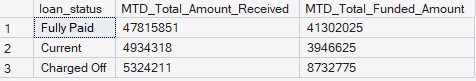 loan_status MTD_Total_Amount_Received MTD_Total_Funded_Amount
1 Fully Paid 47815851 41302025
2 Current 4934318 3946625
3 Charged Off 5324211 8732775